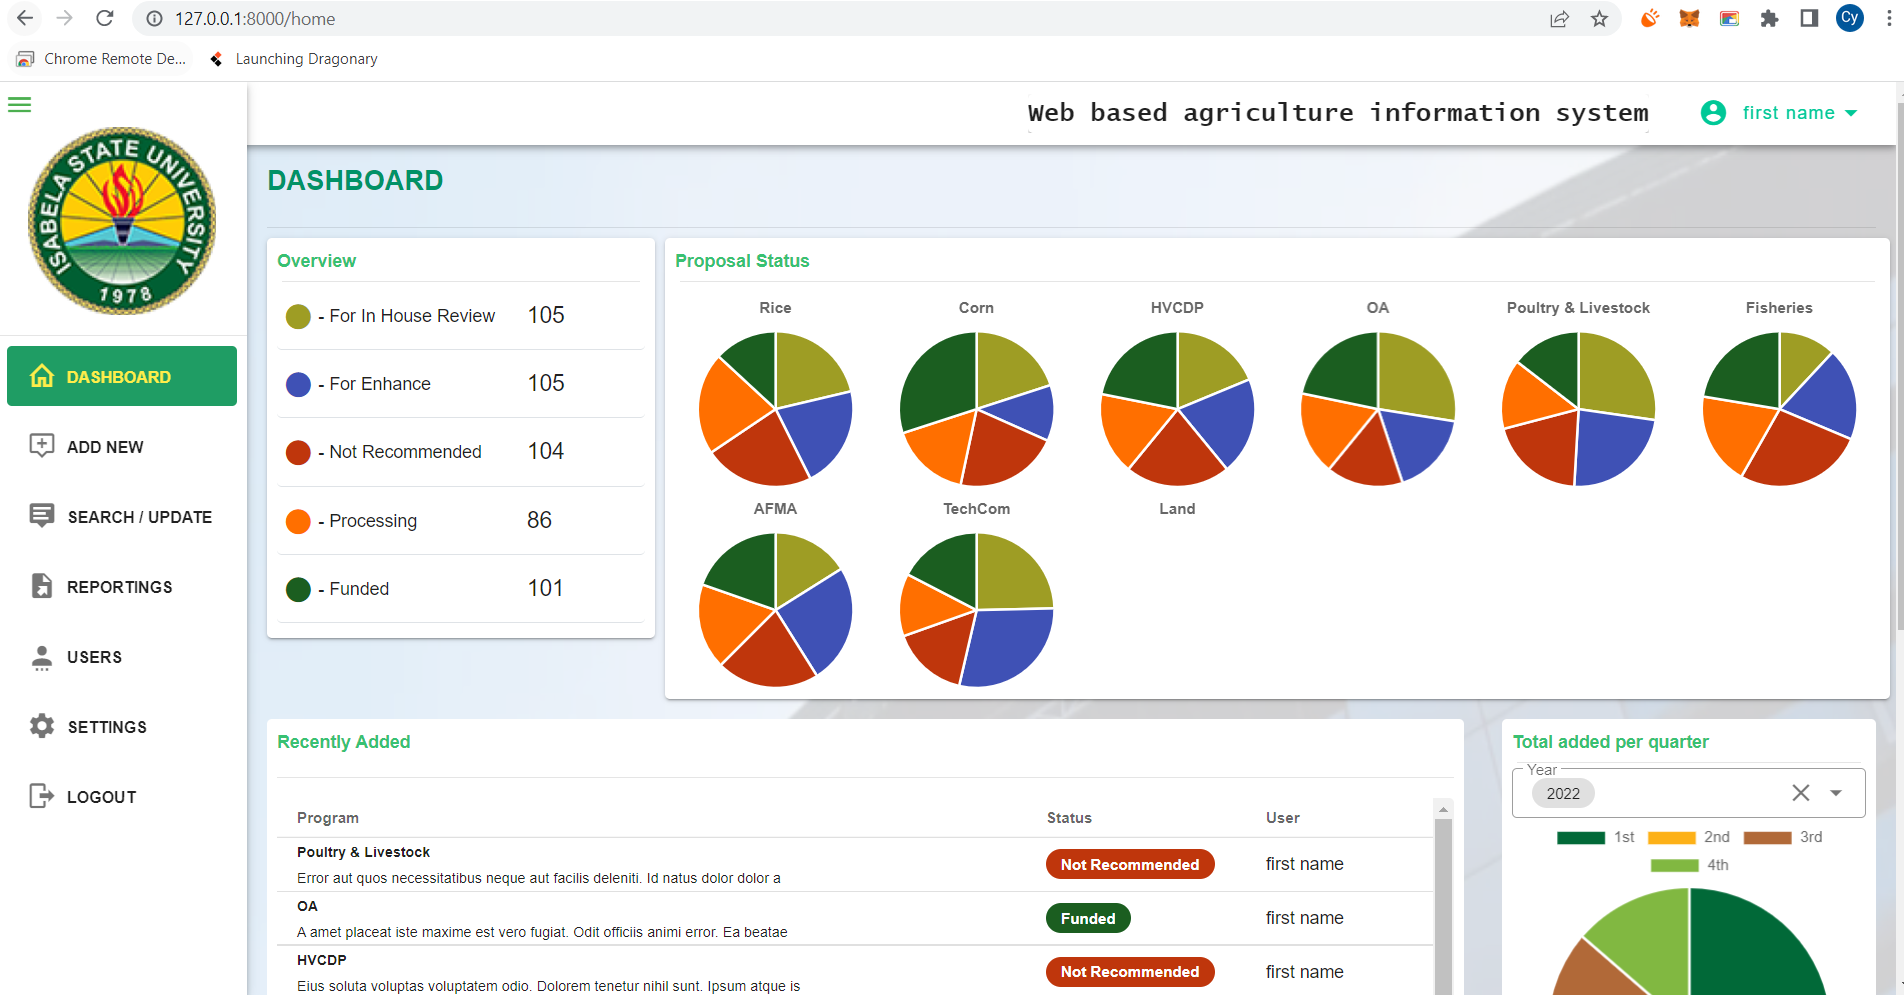 127.0.0.1:8000/home
Cy
Chrome Remote De...
Launching Dragonary
ISABELA STATE UNIVERSITY
1978
Web based agriculture information system
first name
DASHBOARD
DASHBOARD
ADD NEW
SEARCH / UPDATE
REPORTINGS
USERS
SETTINGS
LOGOUT
Overview
- For In House Review 105
- For Enhance 105
- Not Recommended 104
- Processing 86
- Funded 101
Proposal Status
Rice Corn HVCDP OA Poultry & Livestock Fisheries
AFMA TechCom Land
Recently Added
Program Status User
Poultry & Livestock
Error aut quos necessitatibus neque aut facilis deleniti. Id natus dolor dolor a
Not Recommended
first name
OA
A amet placeat iste maxime est vero fugiat. Odit officiis animi error. Ea beatae
Funded
first name
HVCDP
Eius soluta voluptas voluptatem odio. Dolorem tenetur nihil sunt. Ipsum atque is
Not Recommended
first name
Total added per quarter
Year
2022
1st 2nd 3rd
4th